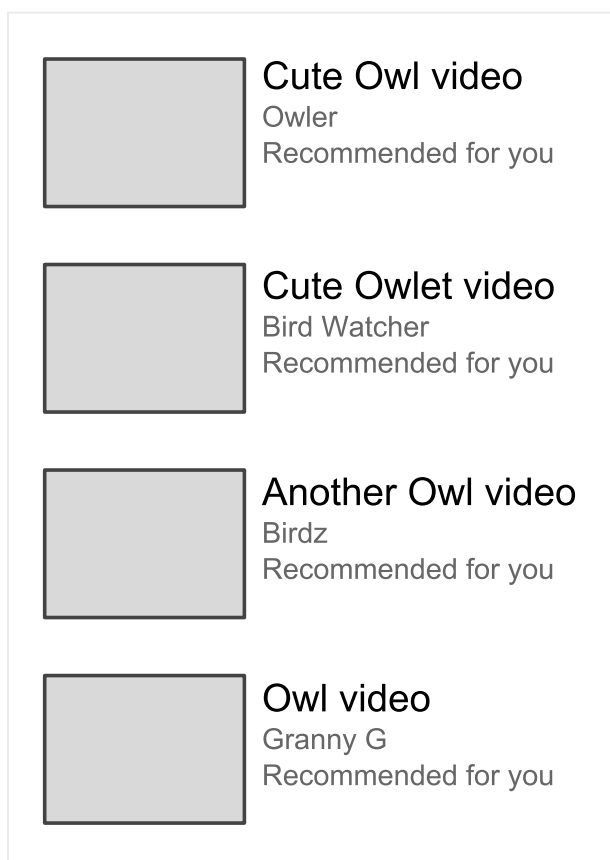 Cute Owl video
Owler
Recommended for you
Cute Owlet video
Bird Watcher
Recommended for you
Another Owl video
Birdz
Recommended for you
Owl video
Granny G
Recommended for you